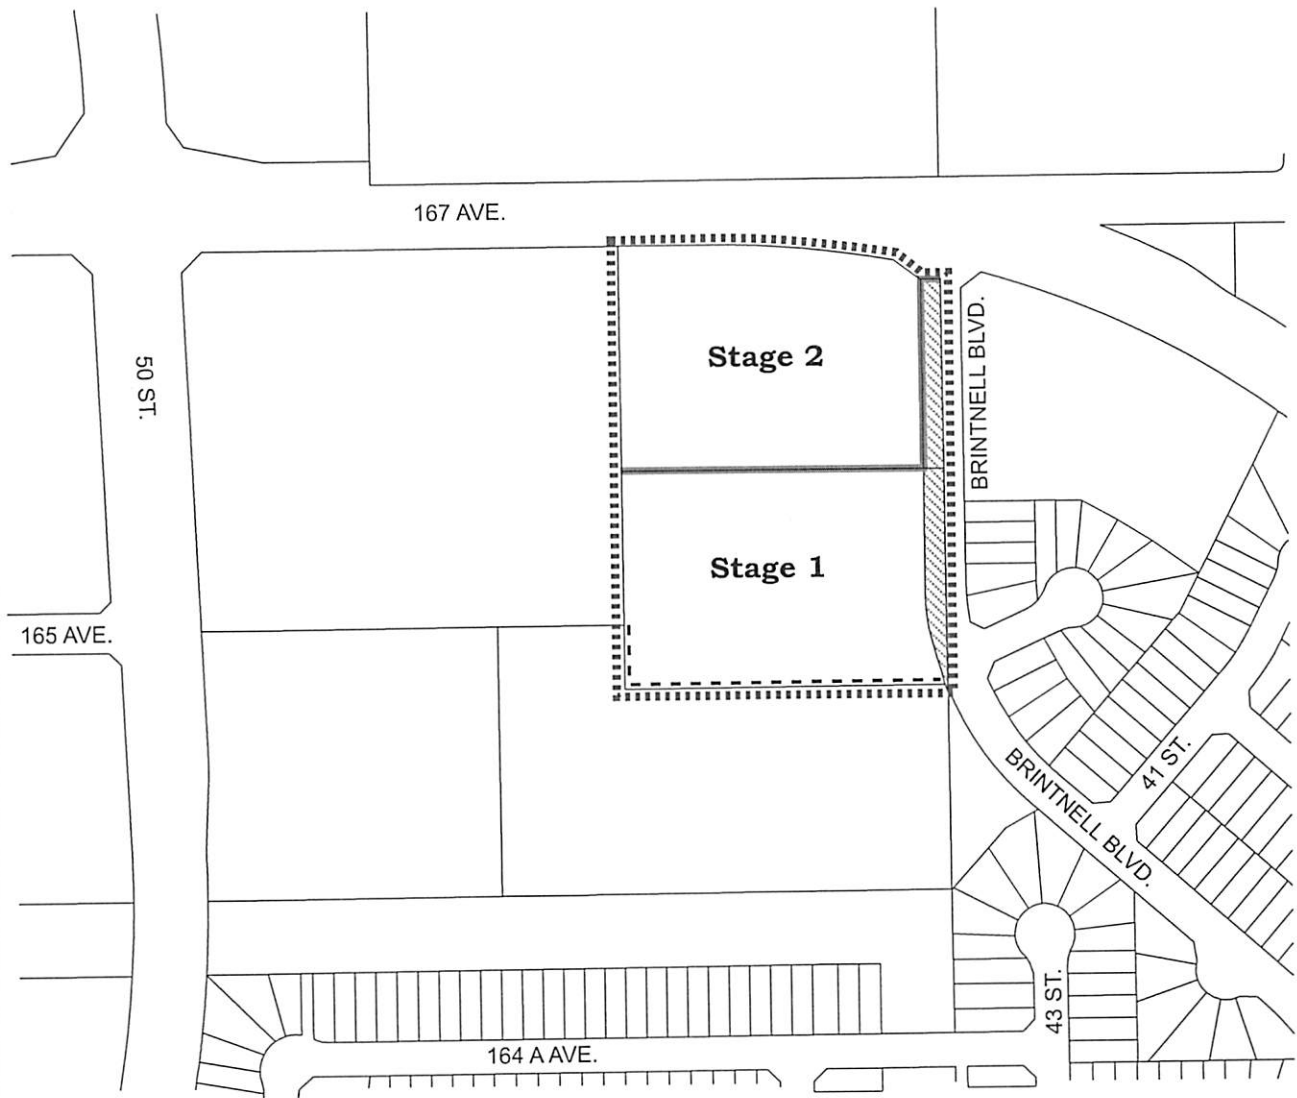 167 AVE.
50 ST.
Stage 2
BRINTNELL BLVD.
Stage 1
165 AVE.
41 ST.
BRINTNELL BLVD.
43 ST.
164 A AVE.